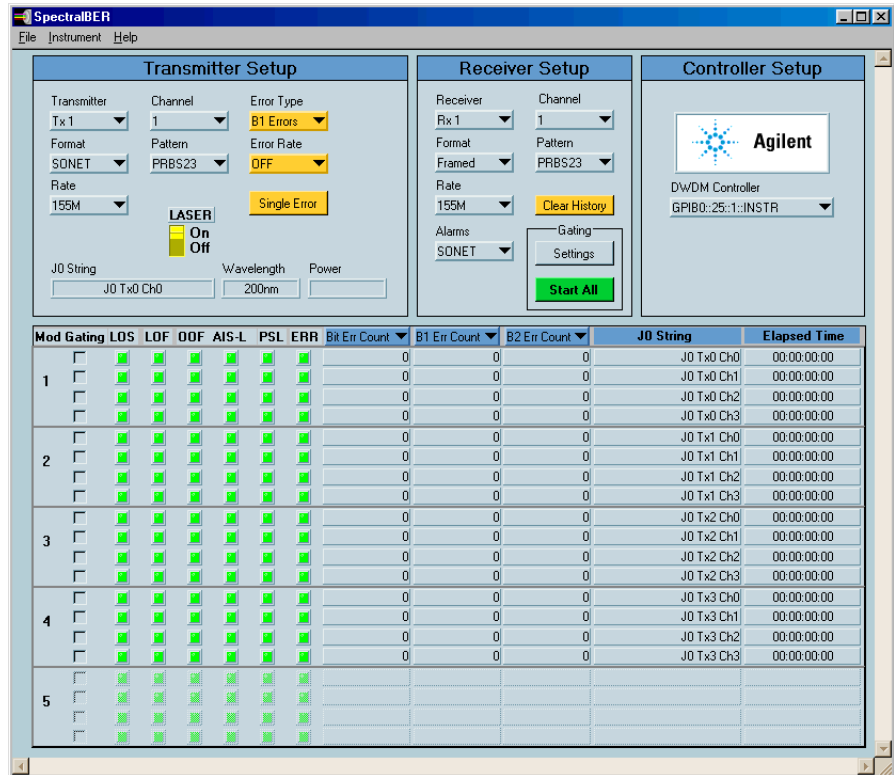 SpectralBER
File Instrument Help
Transmitter Setup
Transmitter Channel Error Type
Tx 1 1 B1 Errors
Format Pattern Error Rate
SONET PRBS23 OFF
Rate
155M
Single Error
LASER
On
Off
J0 String Wavelength Power
J0 Tx0 Ch0 200nm
Receiver Setup
Receiver Channel
Rx 1 1
Format Pattern
Framed PRBS23
Rate
155M Clear History
Alarms Gating
SONET Settings
Start All
Controller Setup
Agilent
DWDM Controller
GPIB0::25::1::INSTR
Mod Gating LOS LOF OOF AIS-L PSL ERR Bit Err Count B1 Err Count B2 Err Count J0 String Elapsed Time
1
0 0 0 J0 Tx0 Ch0 00:00:00:00
0 0 0 J0 Tx0 Ch1 00:00:00:00
0 0 0 J0 Tx0 Ch2 00:00:00:00
0 0 0 J0 Tx0 Ch3 00:00:00:00
2
0 0 0 J0 Tx1 Ch0 00:00:00:00
0 0 0 J0 Tx1 Ch1 00:00:00:00
0 0 0 J0 Tx1 Ch2 00:00:00:00
0 0 0 J0 Tx1 Ch3 00:00:00:00
3
0 0 0 J0 Tx2 Ch0 00:00:00:00
0 0 0 J0 Tx2 Ch1 00:00:00:00
0 0 0 J0 Tx2 Ch2 00:00:00:00
0 0 0 J0 Tx2 Ch3 00:00:00:00
4
0 0 0 J0 Tx3 Ch0 00:00:00:00
0 0 0 J0 Tx3 Ch1 00:00:00:00
0 0 0 J0 Tx3 Ch2 00:00:00:00
0 0 0 J0 Tx3 Ch3 00:00:00:00
5